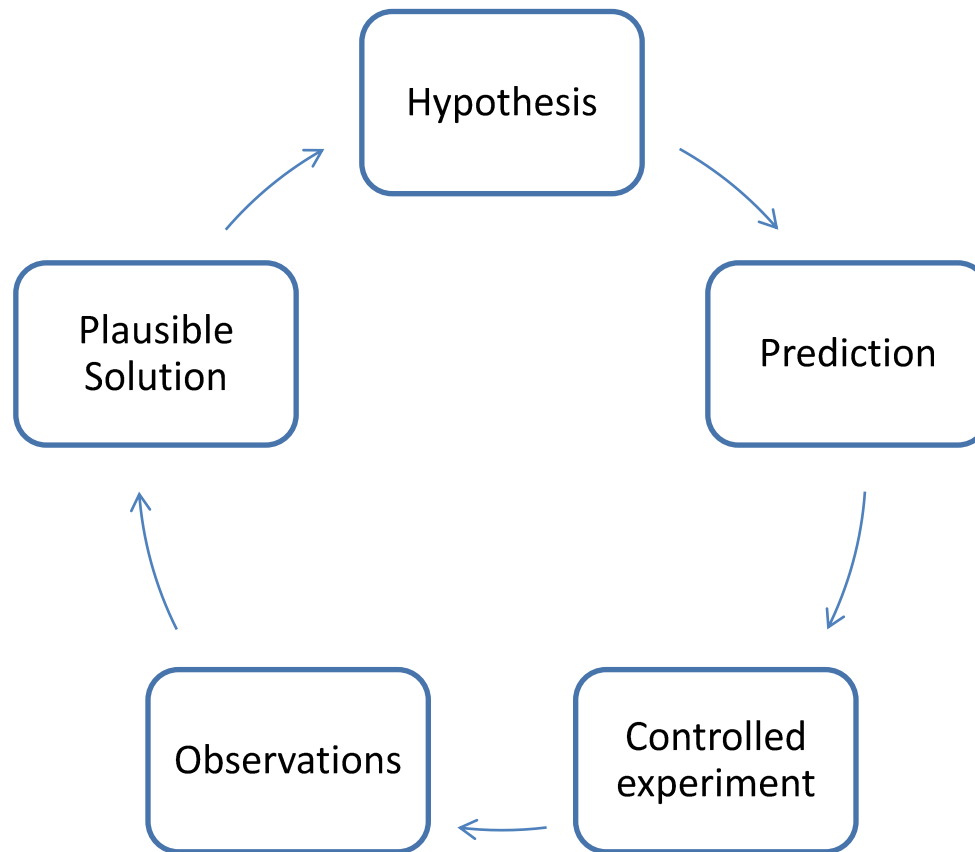 Hypothesis
Prediction
Controlled
experiment
Observations
Plausible
Solution